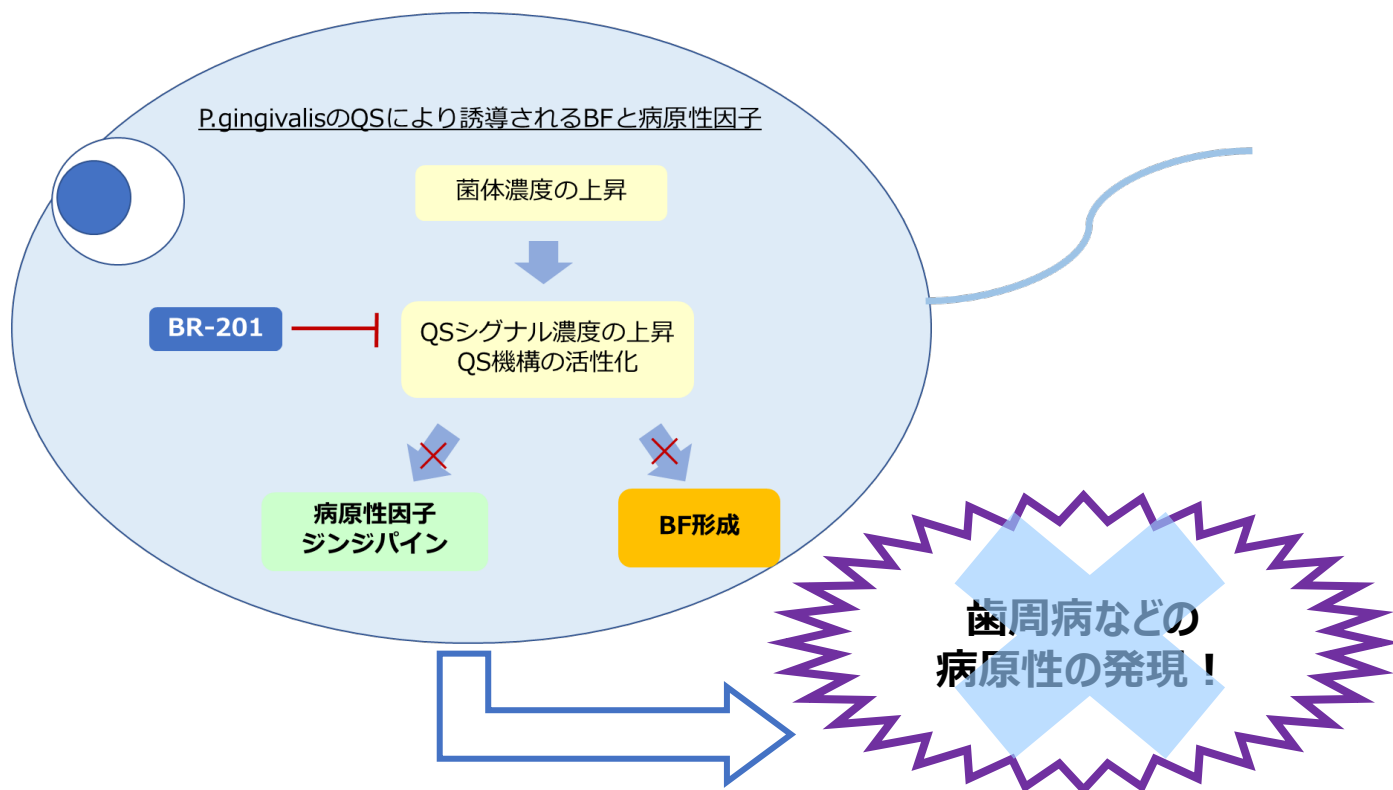 P.gingivalisのQSにより誘導されるBFと病原性因子
菌体濃度の上昇
BR-201
QSシグナル濃度の上昇
QS機構の活性化
病原性因子
ジンジパイン
BF形成
歯周病などの
病原性の発現！